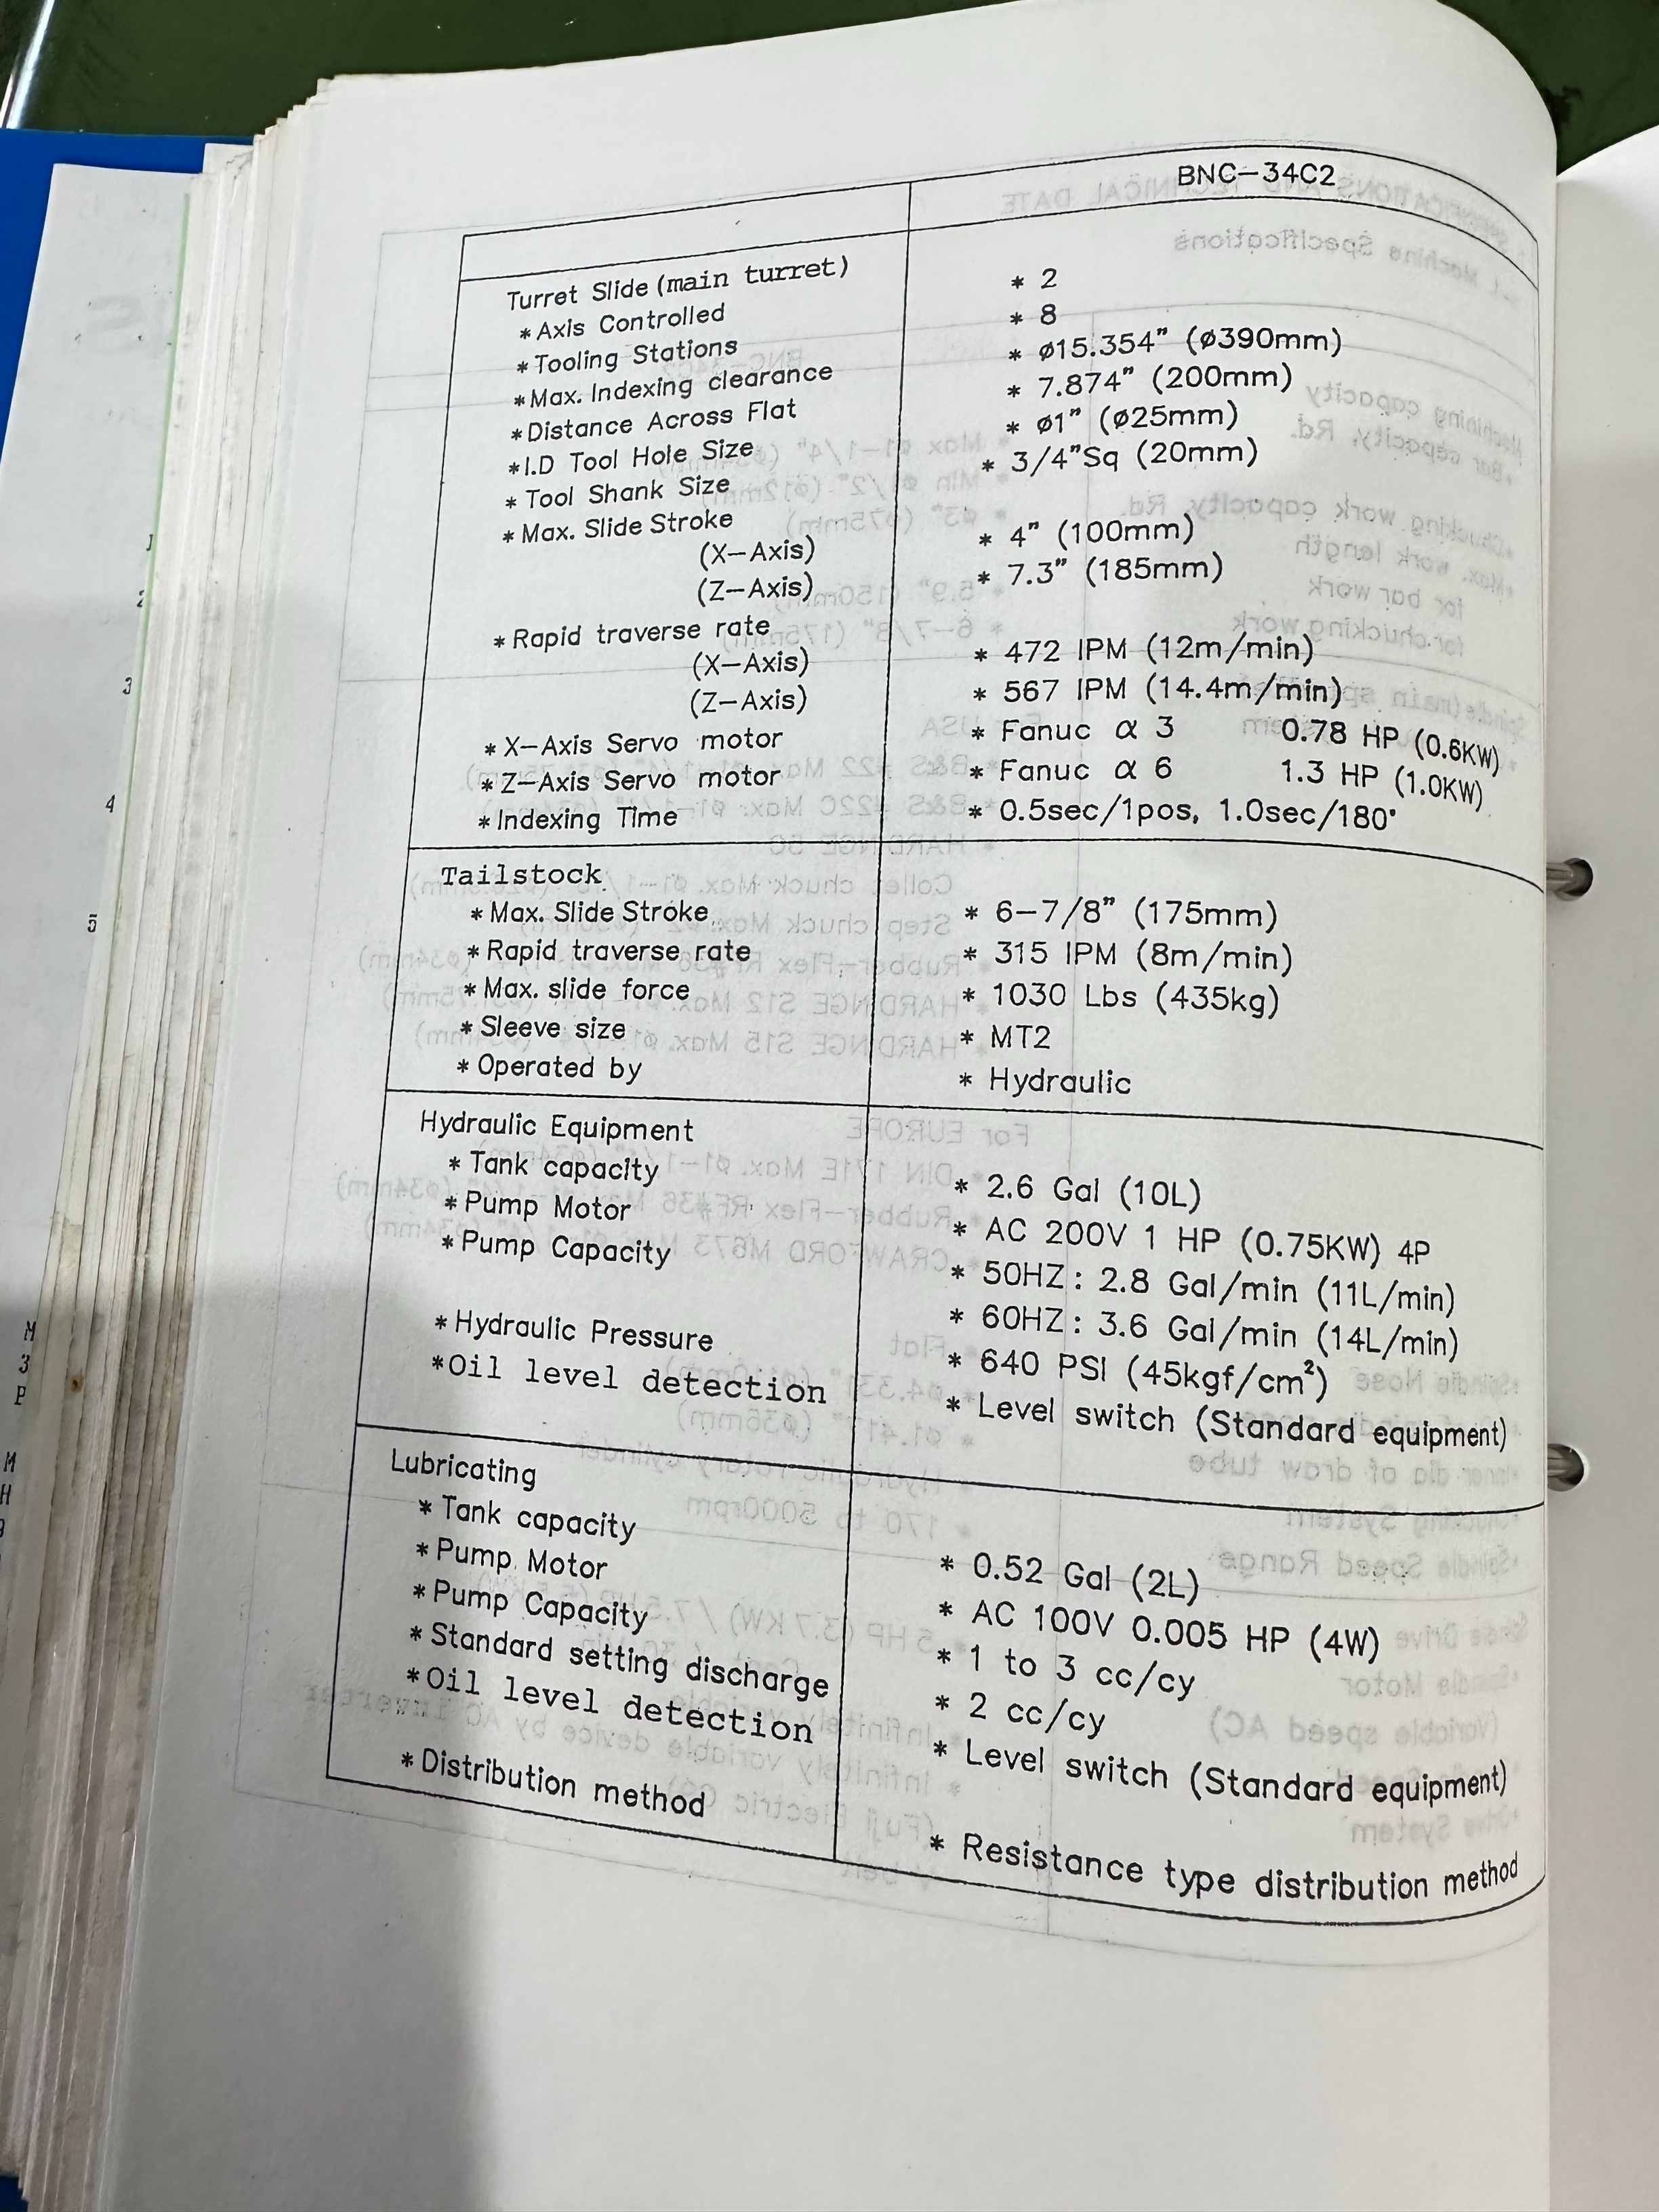 BNC-34C2
Turret Slide (main turret)
* Axis Controlled * 2
* Tooling Stations * 8
* Max. Indexing clearance * ø15.354" (ø390mm)
* Distance Across Flat * 7.874" (200mm)
* I.D Tool Hole Size * ø1" (ø25mm)
* Tool Shank Size * 3/4"Sq (20mm)
* Max. Slide Stroke
(X-Axis) * 4" (100mm)
(Z-Axis) * 7.3" (185mm)
* Rapid traverse rate
(X-Axis) * 472 IPM (12m/min)
(Z-Axis) * 567 IPM (14.4m/min)
* X-Axis Servo motor * Fanuc α 3 0.78 HP (0.6KW)
* Z-Axis Servo motor * Fanuc α 6 1.3 HP (1.0KW)
* Indexing Time * 0.5sec/1pos, 1.0sec/180°
Tailstock
* Max. Slide Stroke * 6-7/8" (175mm)
* Rapid traverse rate * 315 IPM (8m/min)
* Max. slide force * 1030 Lbs (435kg)
* Sleeve size * MT2
* Operated by * Hydraulic
Hydraulic Equipment
* Tank capacity * 2.6 Gal (10L)
* Pump Motor * AC 200V 1 HP (0.75KW) 4P
* Pump Capacity * 50HZ: 2.8 Gal/min (11L/min)
* 60HZ: 3.6 Gal/min (14L/min)
* Hydraulic Pressure * 640 PSI (45kgf/cm²)
* Oil level detection * Level switch (Standard equipment)
Lubricating
* Tank capacity * 0.52 Gal (2L)
* Pump Motor * AC 100V 0.005 HP (4W)
* Pump Capacity * 1 to 3 cc/cy
* Standard setting discharge * 2 cc/cy
* Oil level detection * Level switch (Standard equipment)
* Distribution method * Resistance type distribution method